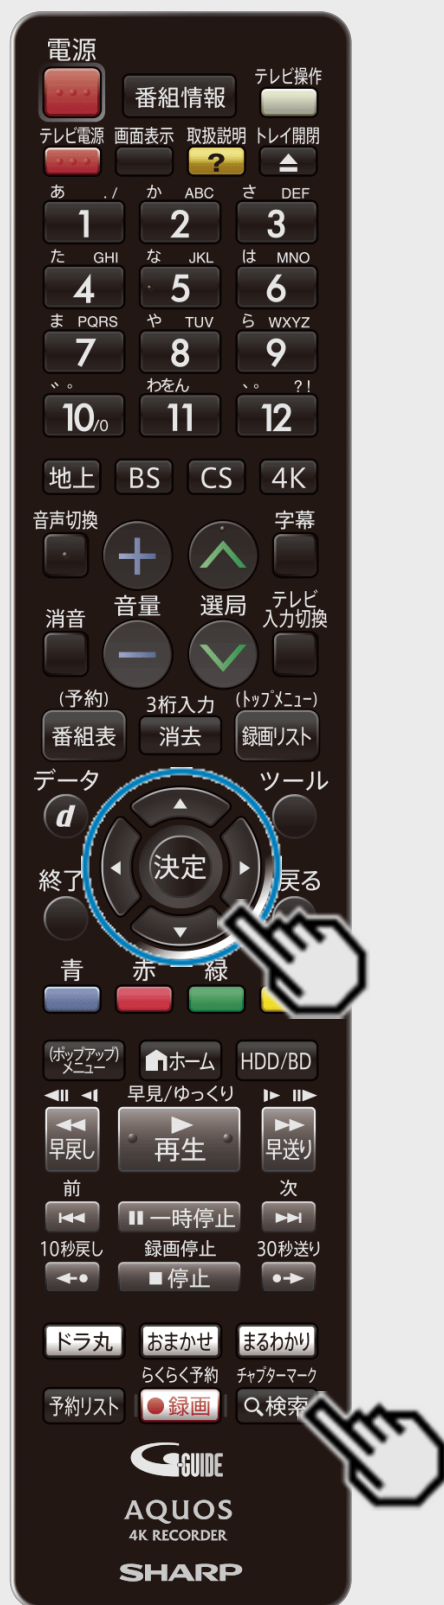 電源
番組情報
テレビ操作
テレビ電源 画面表示 取扱説明 トレイ開閉
?
あ ./ か ABC さ DEF
1 2 3
た GHI な JKL は MNO
4 5 6
ま PQRS や TUV ら WXYZ
7 8 9
゛゜ わをん 、。 ?!
10/0 11 12
地上 BS CS 4K
音声切換 字幕
+
消音 音量 選局 テレビ
入力切換
−
(予約) 3桁入力 (トップメニュー)
番組表 消去 録画リスト
データ ツール
d
決定
終了 戻る
青 赤 緑
(ポップアップ)
メニュー ホーム HDD/BD
早見/ゆっくり
早戻し 再生 早送り
前 次
一時停止
10秒戻し 録画停止 30秒送り
停止
ドラ丸 おまかせ まるわかり
らくらく予約 チャプターマーク
予約リスト 録画 検索
G-GUIDE
AQUOS
4K RECORDER
SHARP